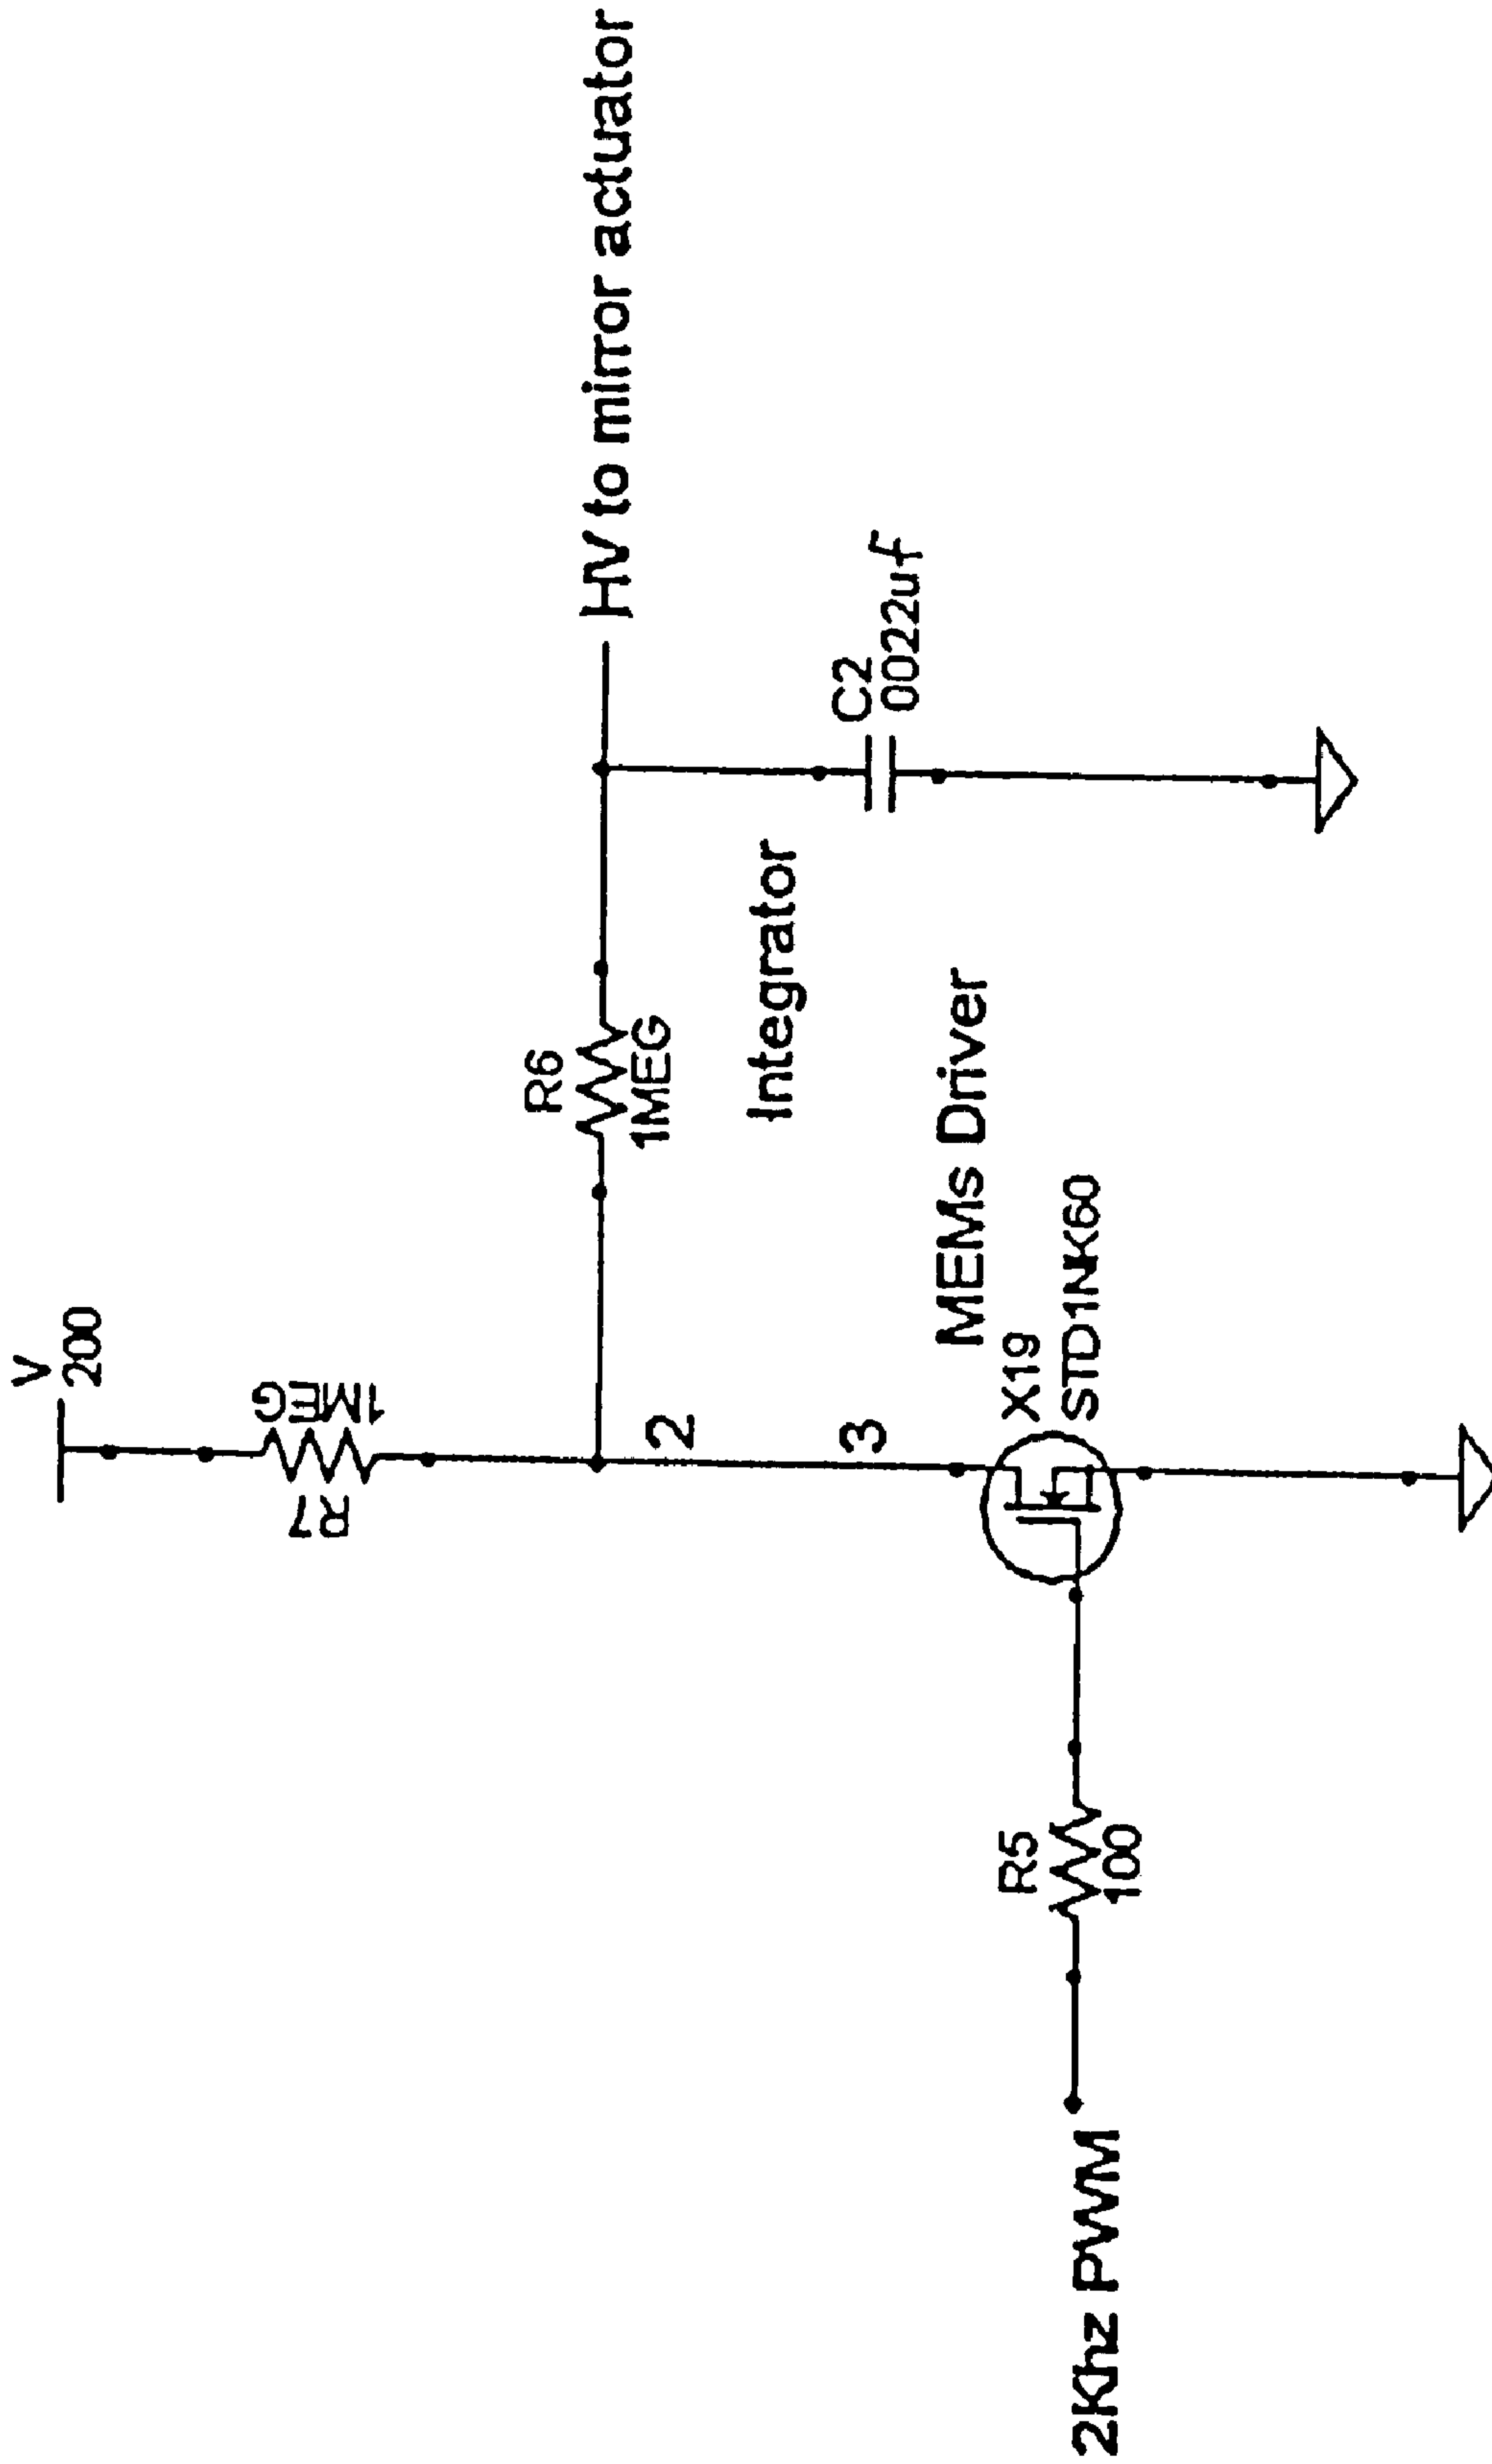 V
200
R7
1MEG
R6
1MEG
HV to mirror actuator
2
3
Integrator
C2
0022uf
MEMs Driver
X19
STD1NK60
R5
100
2Khz PWM